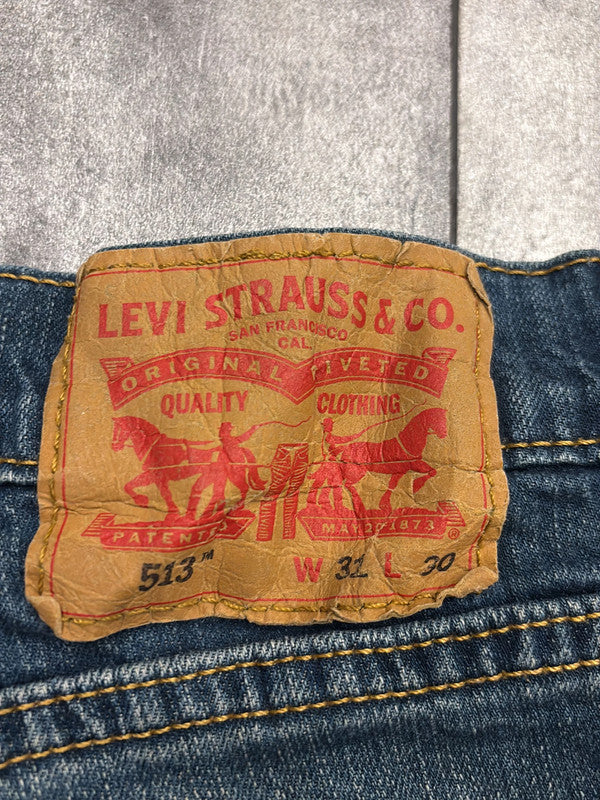 LEVI STRAUSS & CO.
SAN FRANCISCO
CAL.
ORIGINAL RIVETED
QUALITY CLOTHING
PATENTED MAY 20 1873 ®
513™ W 31 L 30